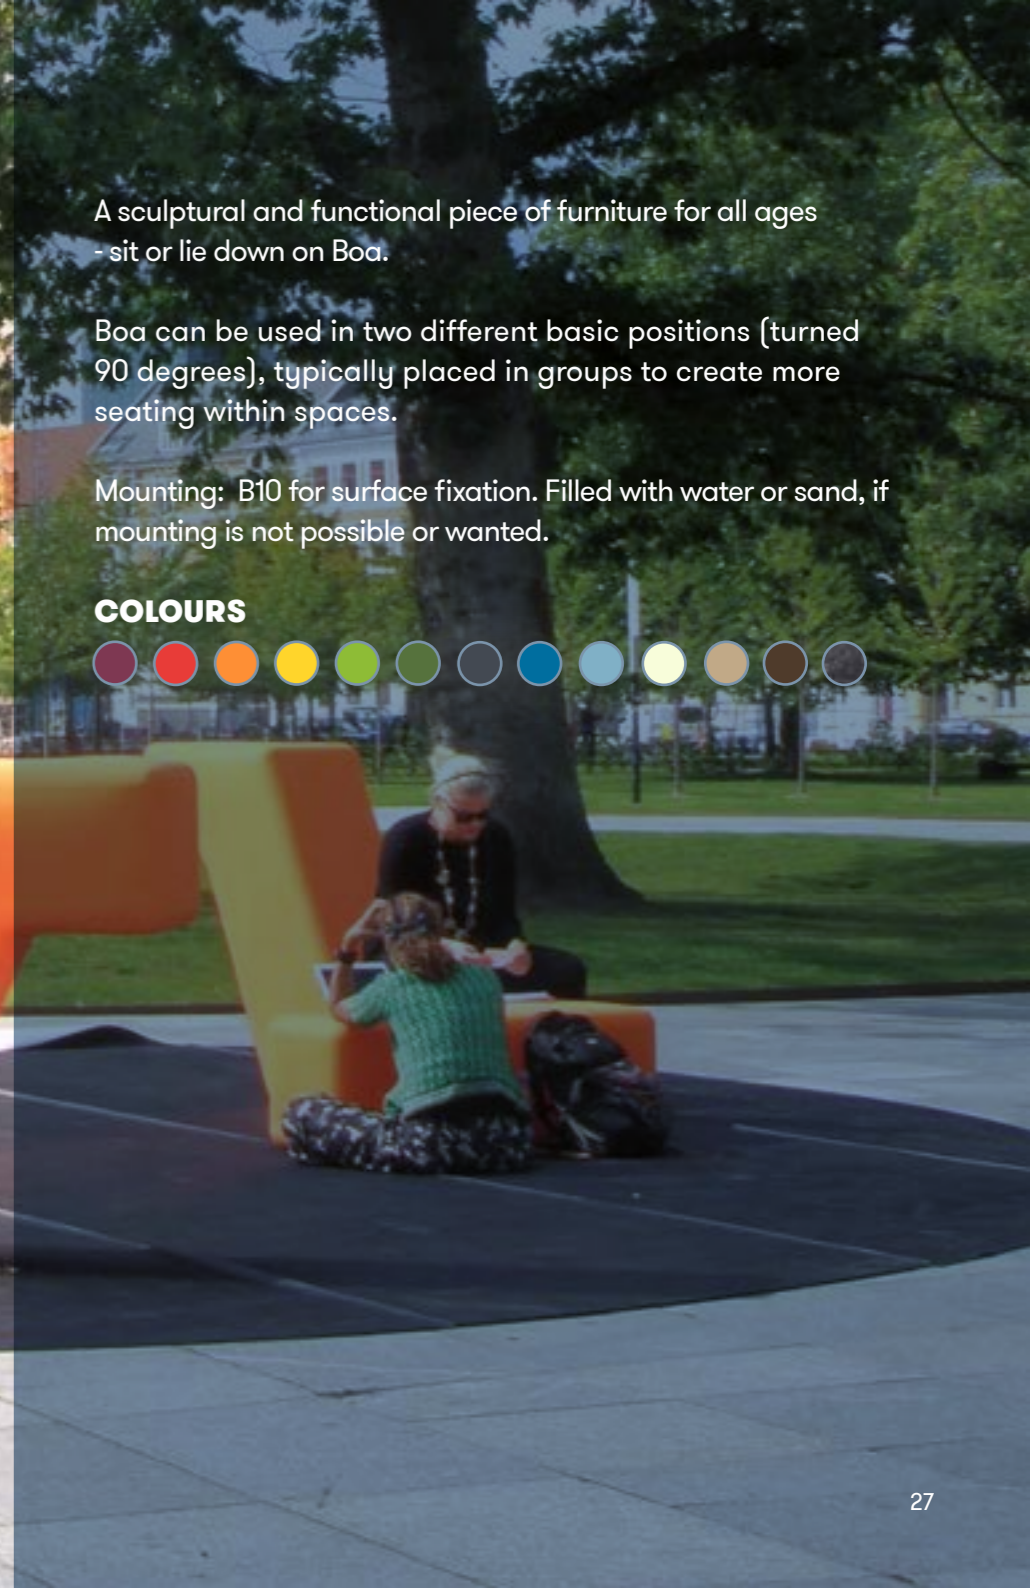 A sculptural and functional piece of furniture for all ages
- sit or lie down on Boa.
Boa can be used in two different basic positions (turned
90 degrees), typically placed in groups to create more
seating within spaces.
Mounting:  B10 for surface fixation. Filled with water or sand, if
mounting is not possible or wanted.
COLOURS
27